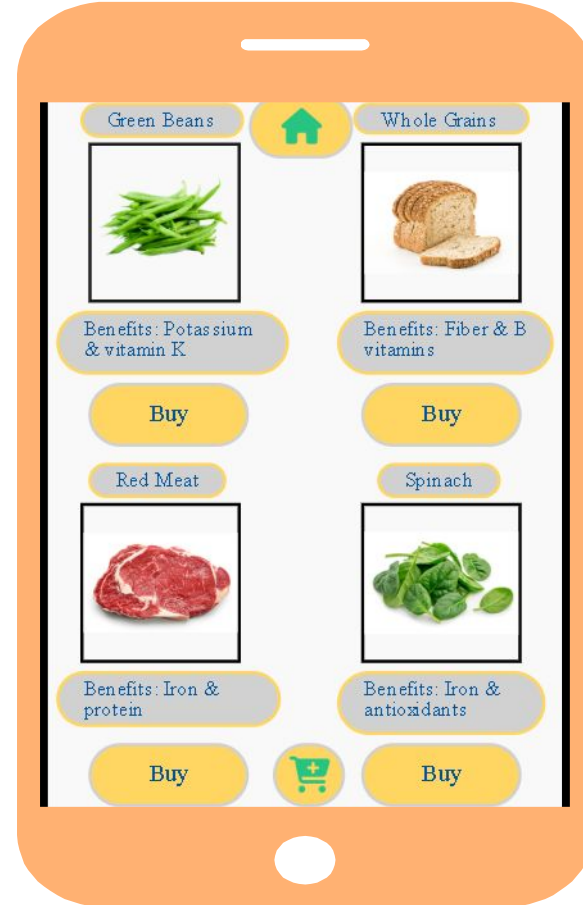 Green Beans
Whole Grains
Benefits: Potassium
& vitamin K
Benefits: Fiber & B
vitamins
Buy
Buy
Red Meat
Spinach
Benefits: Iron &
protein
Benefits: Iron &
antioxidants
Buy
Buy